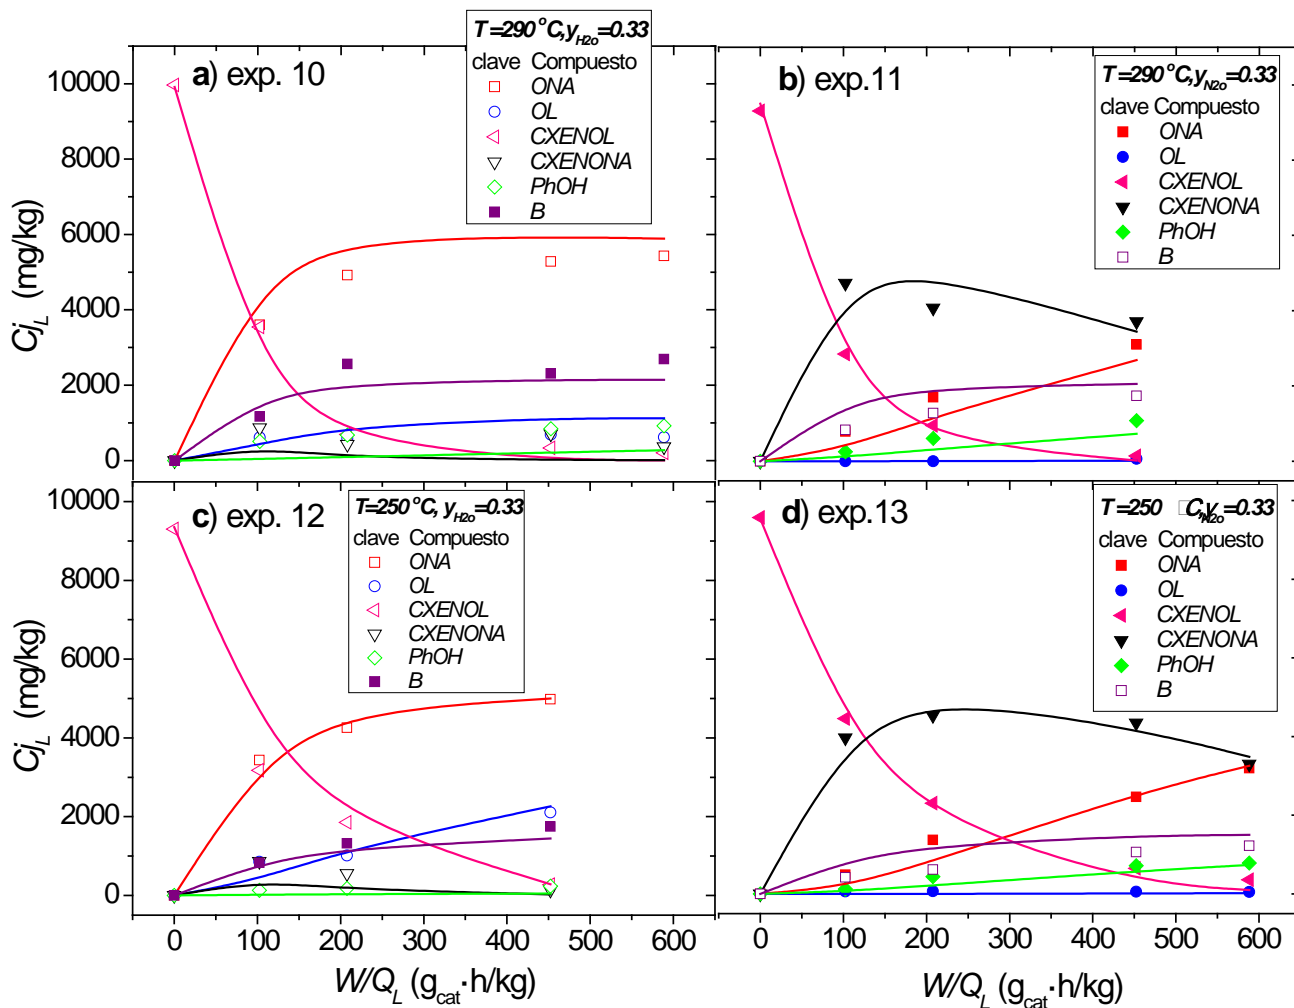 a) exp. 10
T=290°C, yH2o=0.33
clave Compuesto
ONA
OL
CXENOL
CXENONA
PhOH
B
b) exp.11
T=290°C, yN2o=0.33
clave Compuesto
ONA
OL
CXENOL
CXENONA
PhOH
B
CjL (mg/kg)
10000
8000
6000
4000
2000
0
c) exp. 12
T=250°C, yH2o=0.33
clave Compuesto
ONA
OL
CXENOL
CXENONA
PhOH
B
d) exp.13
T=250 □C, yN2o=0.33
clave Compuesto
ONA
OL
CXENOL
CXENONA
PhOH
B
CjL (mg/kg)
10000
8000
6000
4000
2000
0
0 100 200 300 400 500 600
0 100 200 300 400 500 600
W/QL (gcat·h/kg)
W/QL (gcat·h/kg)